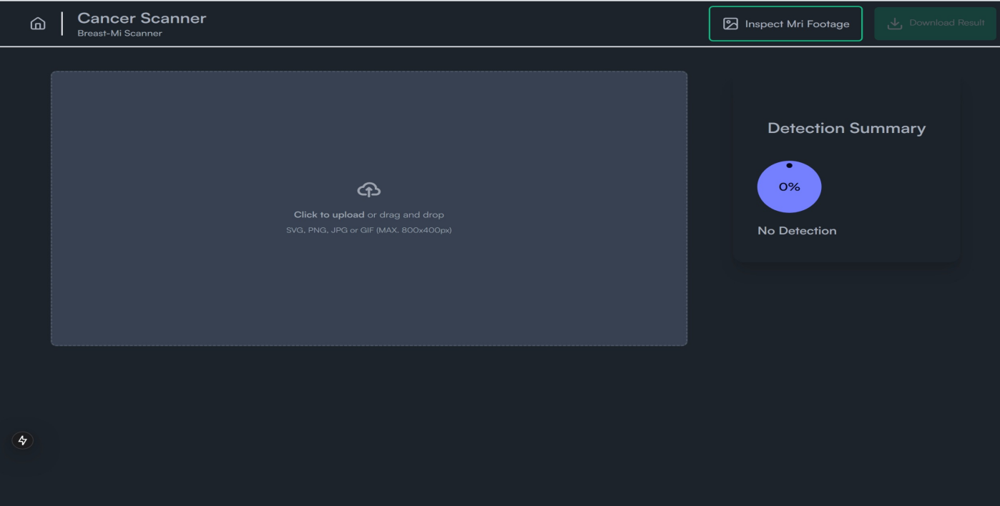 Cancer Scanner
Breast-Mi Scanner
Inspect Mri Footage
Download Result
Click to upload or drag and drop
SVG, PNG, JPG or GIF (MAX. 800x400px)
Detection Summary
0%
No Detection